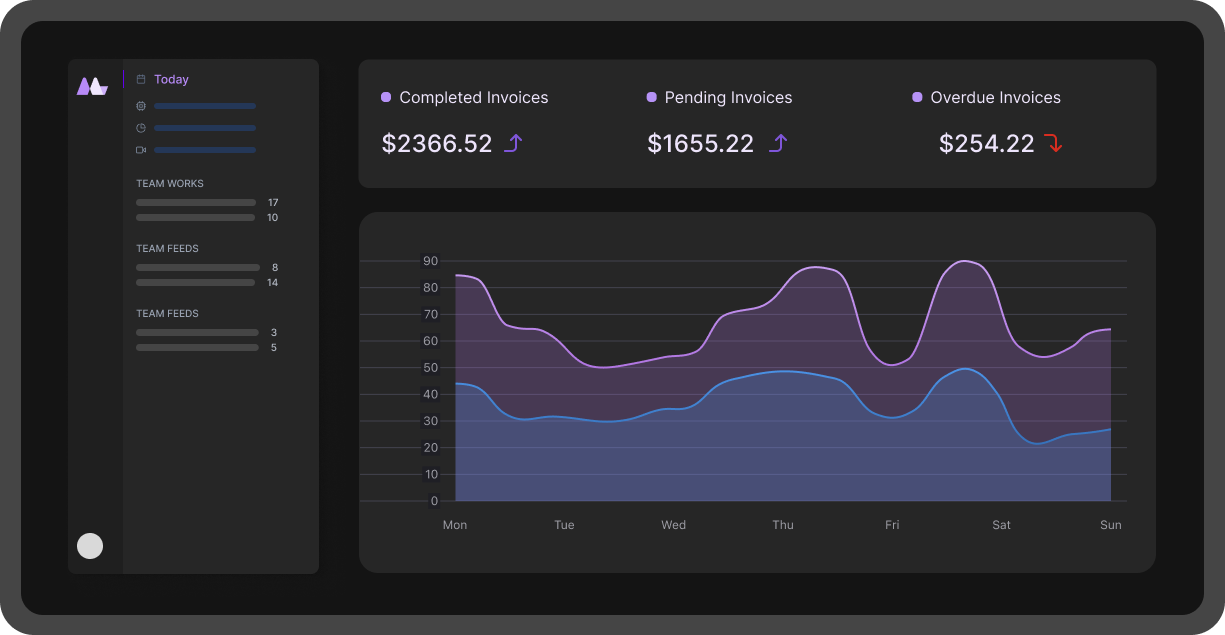 Today
TEAM WORKS
17
10
TEAM FEEDS
8
14
TEAM FEEDS
3
5
Completed Invoices
$2366.52
Pending Invoices
$1655.22
Overdue Invoices
$254.22
90
80
70
60
50
40
30
20
10
0
Mon Tue Wed Thu Fri Sat Sun